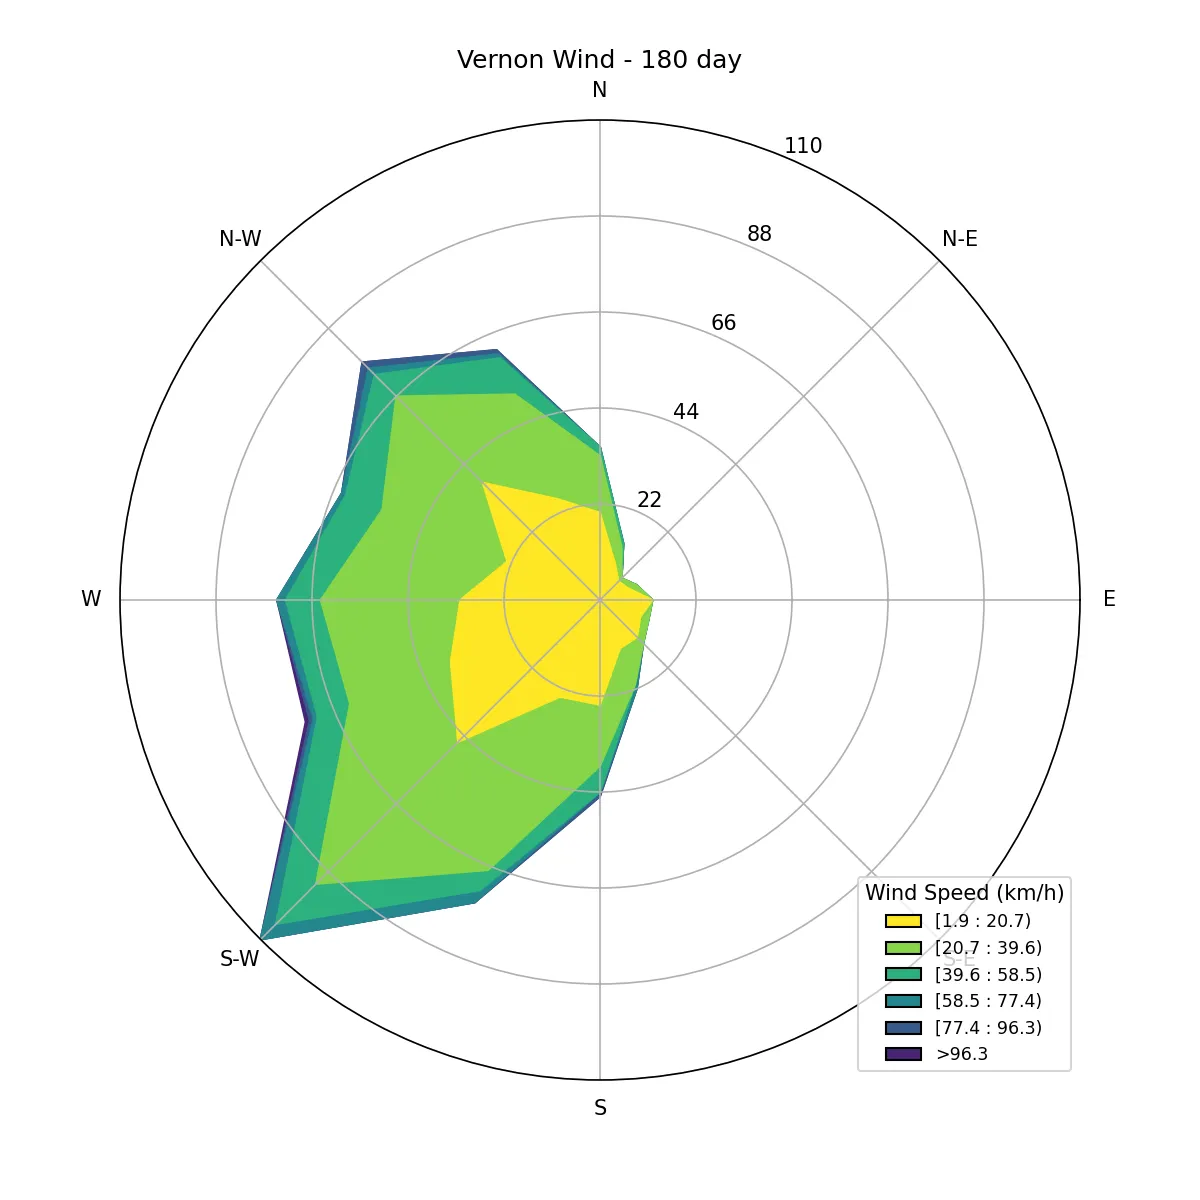 Vernon Wind - 180 day
N
110
88
N-W
N-E
66
44
22
W
E
Wind Speed (km/h)
[1.9 : 20.7)
[20.7 : 39.6)
S-W
S-E
[39.6 : 58.5)
[58.5 : 77.4)
[77.4 : 96.3)
>96.3
S